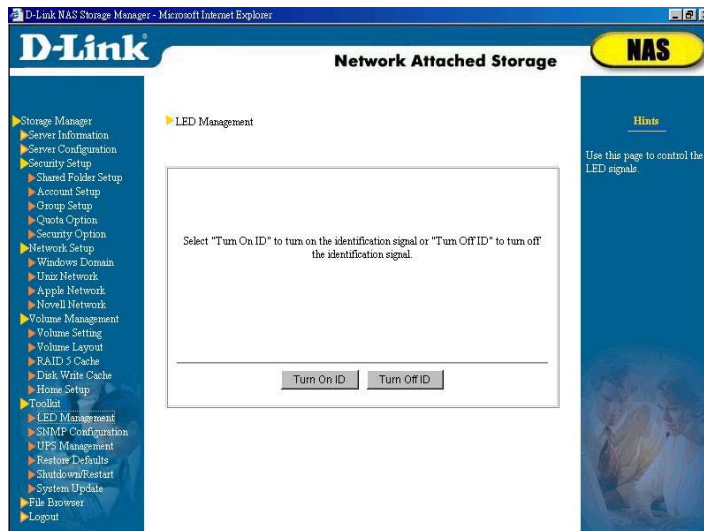 D-Link NAS Storage Manager - Microsoft Internet Explorer
D-Link
Network Attached Storage
NAS
Storage Manager
Server Information
Server Configuration
Security Setup
Shared Folder Setup
Account Setup
Group Setup
Quota Option
Security Option
Network Setup
Windows Domain
Unix Network
Apple Network
Novell Network
Volume Management
Volume Setting
Volume Layout
RAID 5 Cache
Disk Write Cache
Home Setup
Toolkit
LED Management
SNMP Configuration
UPS Management
Restore Defaults
Shutdown/Restart
System Update
File Browser
Logout
LED Management
Select "Turn On ID" to turn on the identification signal or "Turn Off ID" to turn off
the identification signal.
Turn On ID
Turn Off ID
Hints
Use this page to control the
LED signals.